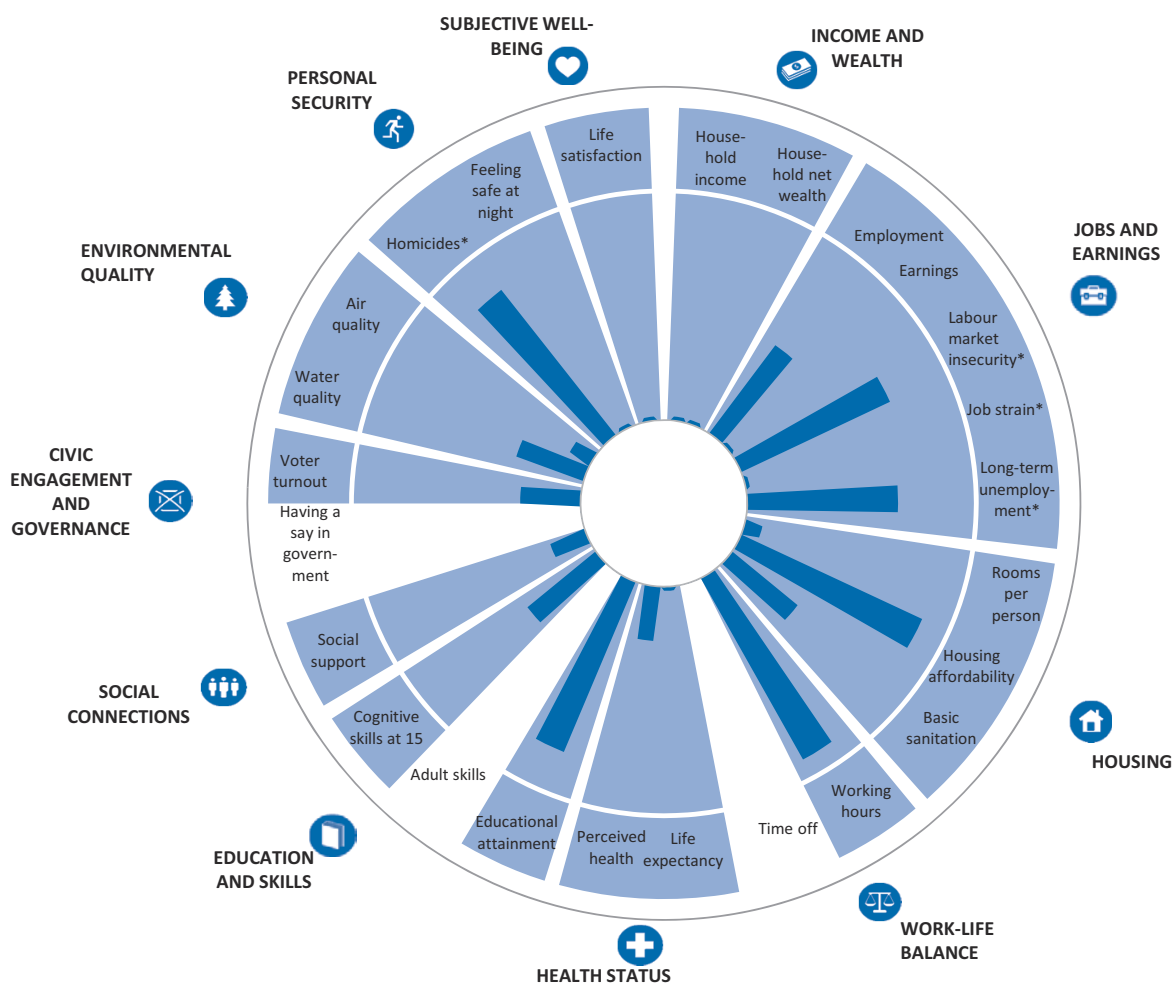 SUBJECTIVE WELL-
BEING
INCOME AND
WEALTH
PERSONAL
SECURITY
Life
satisfaction
House-
hold
income
House-
hold net
wealth
Feeling
safe at
night
Homicides*
Employment
Earnings
JOBS AND
EARNINGS
ENVIRONMENTAL
QUALITY
Air
quality
Water
quality
Labour
market
insecurity*
Job strain*
Long-term
unemploy-
ment*
CIVIC
ENGAGEMENT
AND
GOVERNANCE
Voter
turnout
Having a
say in
govern-
ment
Rooms
per
person
Housing
affordability
Basic
sanitation
HOUSING
Social
support
SOCIAL
CONNECTIONS
Cognitive
skills at 15
Adult skills
Educational
attainment
Perceived
health
Life
expectancy
Time off
Working
hours
EDUCATION
AND SKILLS
HEALTH STATUS
WORK-LIFE
BALANCE